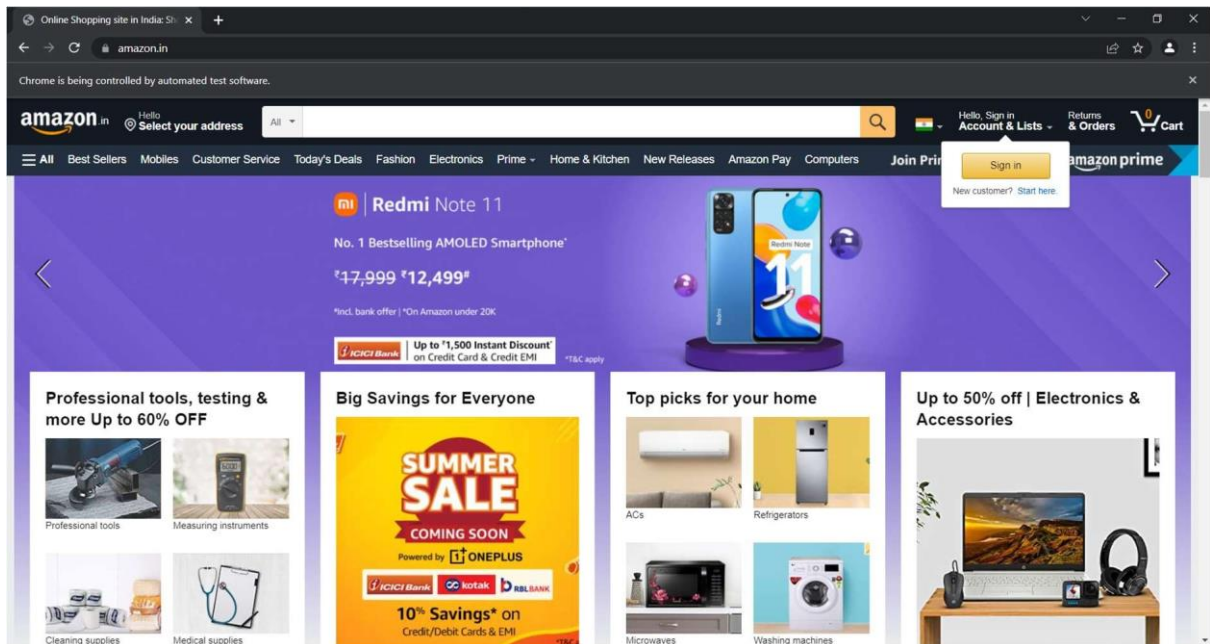 Online Shopping site in India: Sh
amazon.in
Chrome is being controlled by automated test software.
amazon.in
Hello
Select your address
All
Hello, Sign in
Account & Lists
Returns
& Orders
0
Cart
All Best Sellers Mobiles Customer Service Today's Deals Fashion Electronics Prime Home & Kitchen New Releases Amazon Pay Computers
Join Pri
amazon prime
Sign in
New customer? Start here.
mi Redmi Note 11
No. 1 Bestselling AMOLED Smartphone*
₹17,999 ₹12,499#
*Incl. bank offer | *On Amazon under 20K
ICICI Bank
Up to ₹1,500 Instant Discount*
on Credit Card & Credit EMI
*T&C apply
Redmi Note
11
Redmi
Professional tools, testing &
more Up to 60% OFF
Professional tools
Measuring instruments
Cleaning supplies
Medical supplies
Big Savings for Everyone
SUMMER
SALE
COMING SOON
Powered by 1+ ONEPLUS
ICICI Bank kotak RBLBANK
10% Savings* on
Credit/Debit Cards & EMI
Top picks for your home
ACs
Refrigerators
Microwaves
Washing machines
Up to 50% off | Electronics &
Accessories